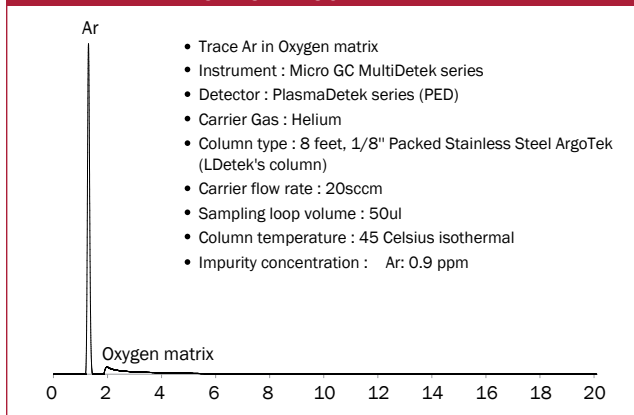 Ar
• Trace Ar in Oxygen matrix
• Instrument : Micro GC MultiDetek series
• Detector : PlasmaDetek series (PED)
• Carrier Gas : Helium
• Column type : 8 feet, 1/8" Packed Stainless Steel ArgoTek
(LDetek's column)
• Carrier flow rate : 20sccm
• Sampling loop volume : 50ul
• Column temperature : 45 Celsius isothermal
• Impurity concentration : Ar: 0.9 ppm
Oxygen matrix
0 2 4 6 8 10 12 14 16 18 20